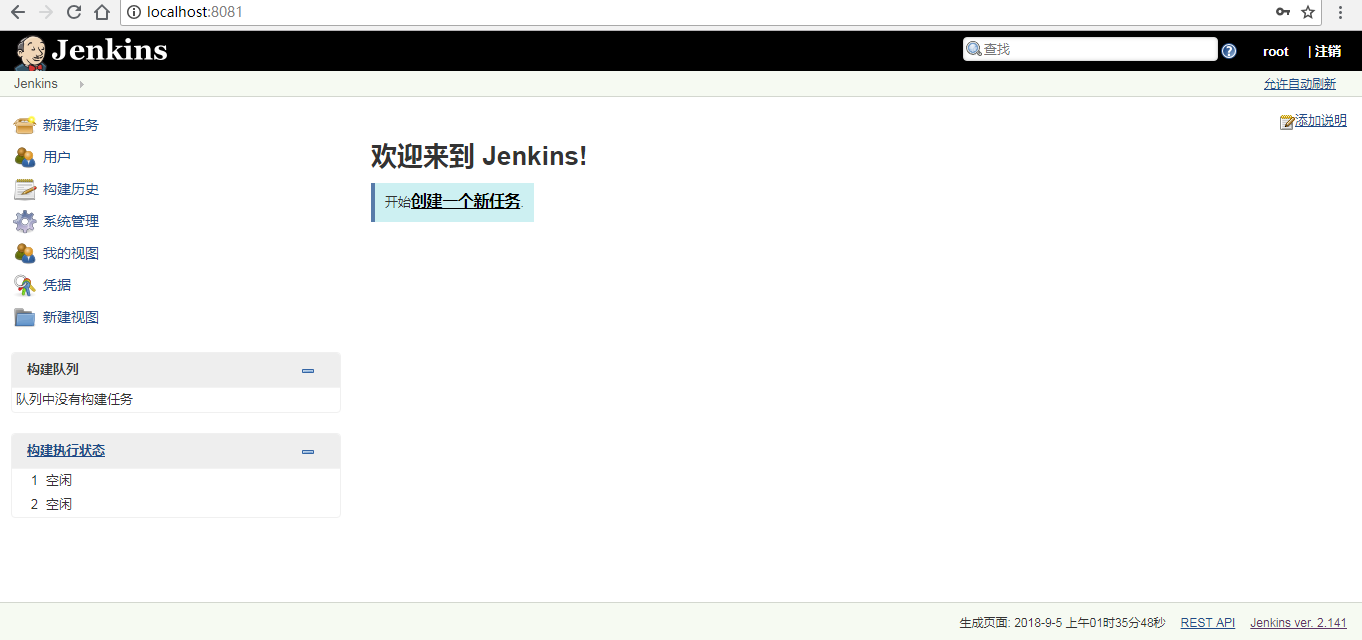 localhost:8081
Jenkins
查找
root
| 注销
Jenkins
允许自动刷新
新建任务
用户
构建历史
系统管理
我的视图
凭据
新建视图
添加说明
欢迎来到 Jenkins!
开始创建一个新任务.
构建队列
队列中没有构建任务
构建执行状态
1 空闲
2 空闲
生成页面: 2018-9-5 上午01时35分48秒 REST API Jenkins ver. 2.141